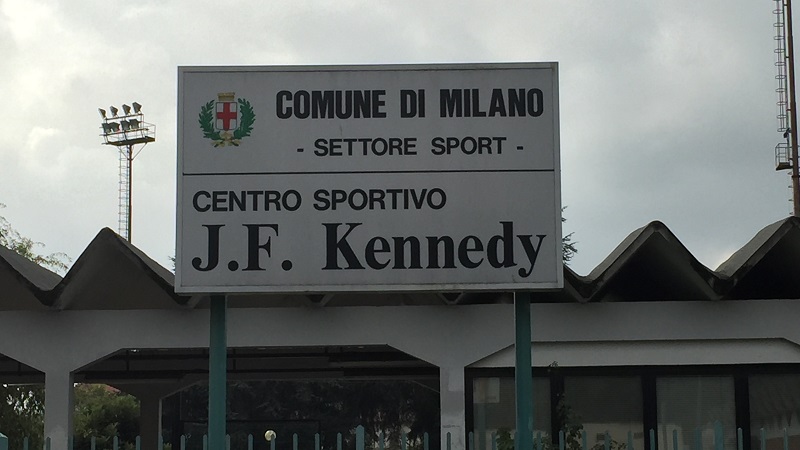 COMUNE DI MILANO
- SETTORE SPORT -
CENTRO SPORTIVO
J.F. Kennedy